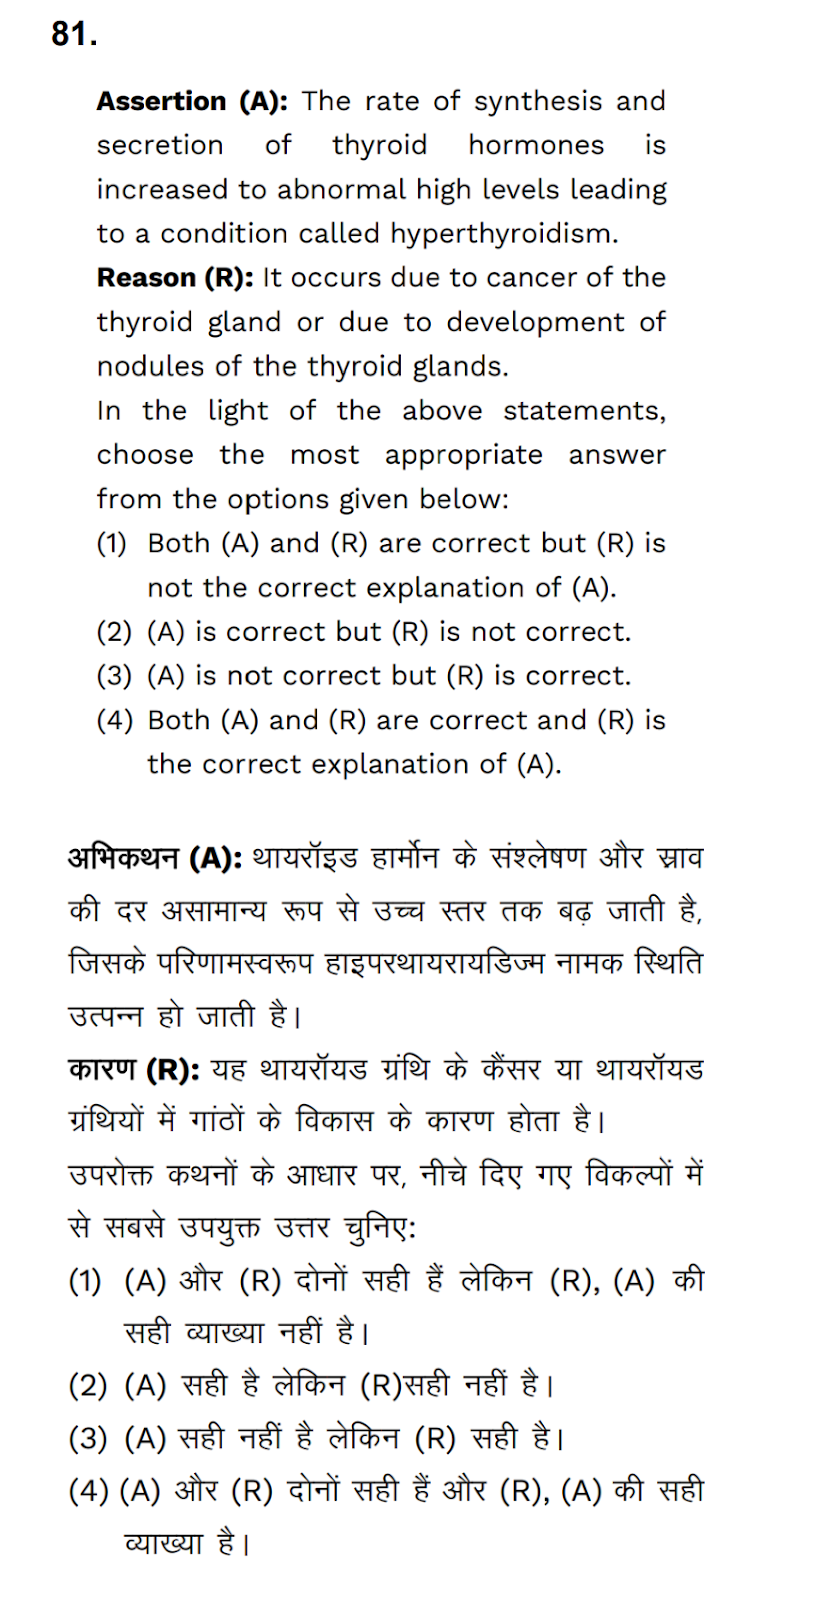 81.
Assertion (A): The rate of synthesis and
secretion of thyroid hormones is
increased to abnormal high levels leading
to a condition called hyperthyroidism.
Reason (R): It occurs due to cancer of the
thyroid gland or due to development of
nodules of the thyroid glands.
In the light of the above statements,
choose the most appropriate answer
from the options given below:
(1) Both (A) and (R) are correct but (R) is
not the correct explanation of (A).
(2) (A) is correct but (R) is not correct.
(3) (A) is not correct but (R) is correct.
(4) Both (A) and (R) are correct and (R) is
the correct explanation of (A).
अभिकथन (A): थायरॉइड हार्मोन के संश्लेषण और स्राव
की दर असामान्य रूप से उच्च स्तर तक बढ़ जाती है,
जिसके परिणामस्वरूप हाइपरथायरायडिज्म नामक स्थिति
उत्पन्न हो जाती है।
कारण (R): यह थायरॉयड ग्रंथि के कैंसर या थायरॉयड
ग्रंथियों में गांठों के विकास के कारण होता है।
उपरोक्त कथनों के आधार पर, नीचे दिए गए विकल्पों में
से सबसे उपयुक्त उत्तर चुनिए:
(1) (A) और (R) दोनों सही हैं लेकिन (R), (A) की
सही व्याख्या नहीं है।
(2) (A) सही है लेकिन (R)सही नहीं है।
(3) (A) सही नहीं है लेकिन (R) सही है।
(4) (A) और (R) दोनों सही हैं और (R), (A) की सही
व्याख्या है।